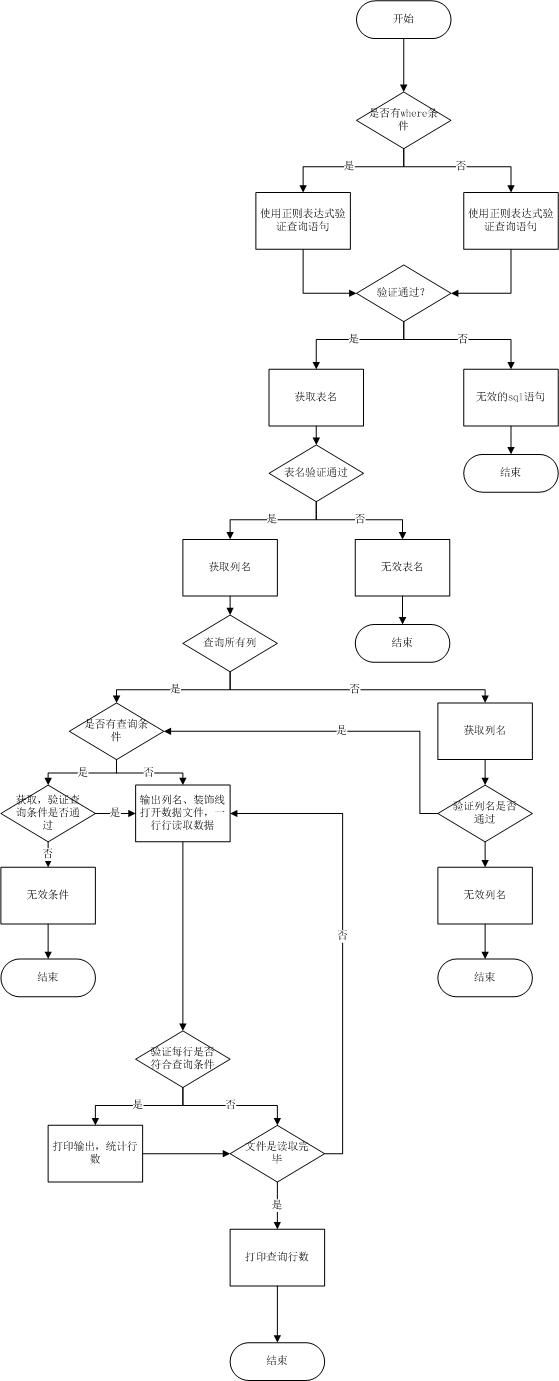 开始
是否有where条
件
是
否
使用正则表达式验
证查询语句
使用正则表达式验
证查询语句
验证通过？
是
否
获取表名
无效的sql语句
表名验证通过
结束
是
否
获取列名
无效表名
查询所有列
结束
是
否
是否有查询条
件
是
获取列名
是
否
获取，验证查
询条件是否通
过
是
输出列名、装饰线
打开数据文件，一
行行读取数据
验证列名是否
通过
否
无效条件
无效列名
否
结束
结束
验证每行是否
符合查询条件
是
否
打印输出，统计行
数
文件是读取完
毕
是
打印查询行数
结束